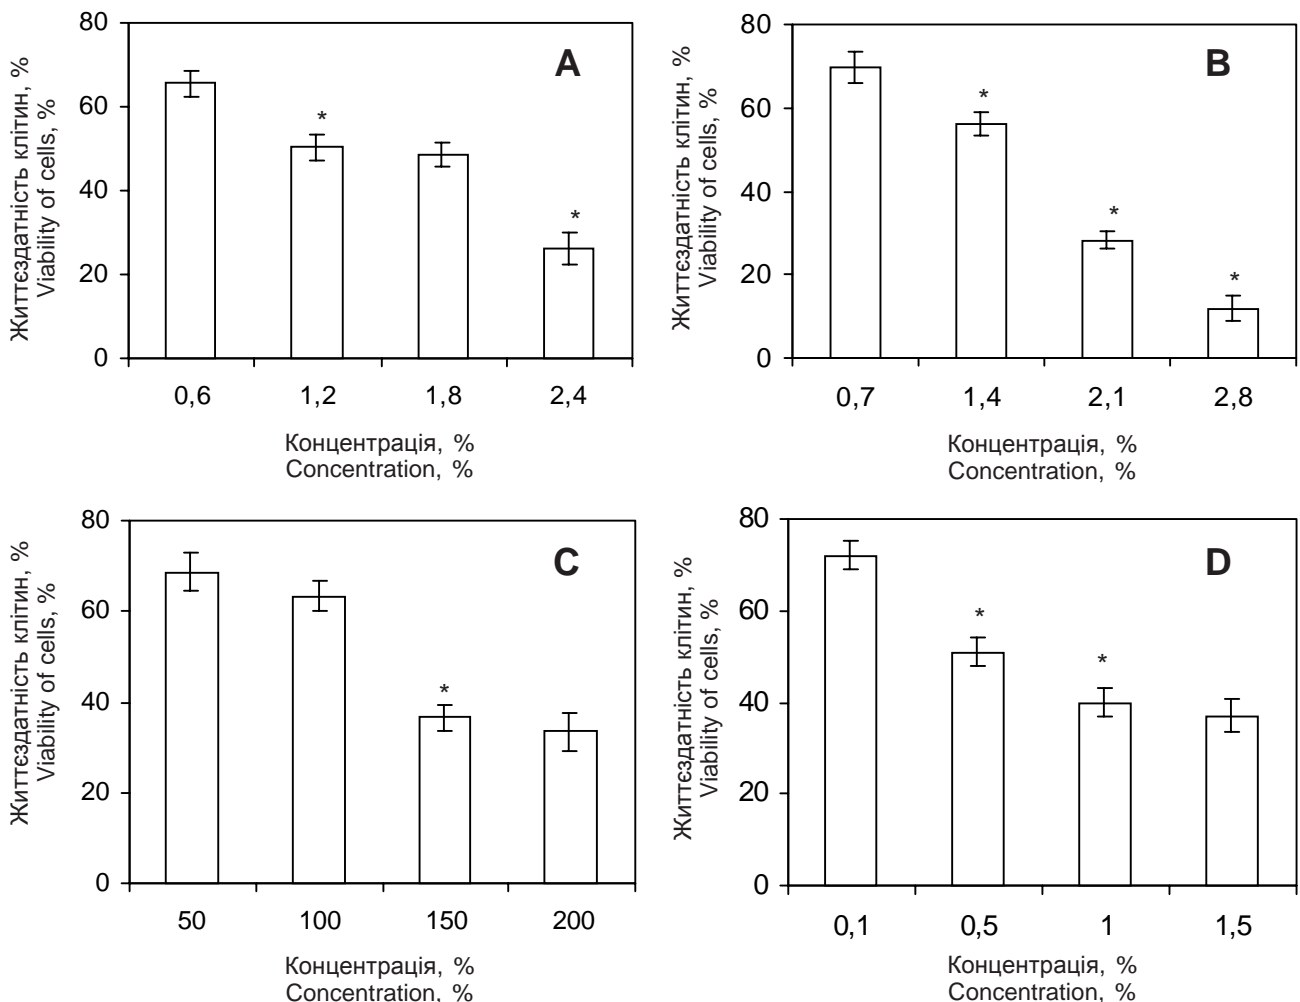 Життєздатність клітин, %
Viability of cells, %
80
60
40
20
0
A
*
*
0,6 1,2 1,8 2,4
Концентрація, %
Concentration, %
Життєздатність клітин, %
Viability of cells, %
80
60
40
20
0
B
*
*
*
0,7 1,4 2,1 2,8
Концентрація, %
Concentration, %
Життєздатність клітин, %
Viability of cells, %
80
60
40
20
0
C
*
50 100 150 200
Концентрація, %
Concentration, %
Життєздатність клітин, %
Viability of cells, %
80
60
40
20
0
D
*
*
0,1 0,5 1 1,5
Концентрація, %
Concentration, %